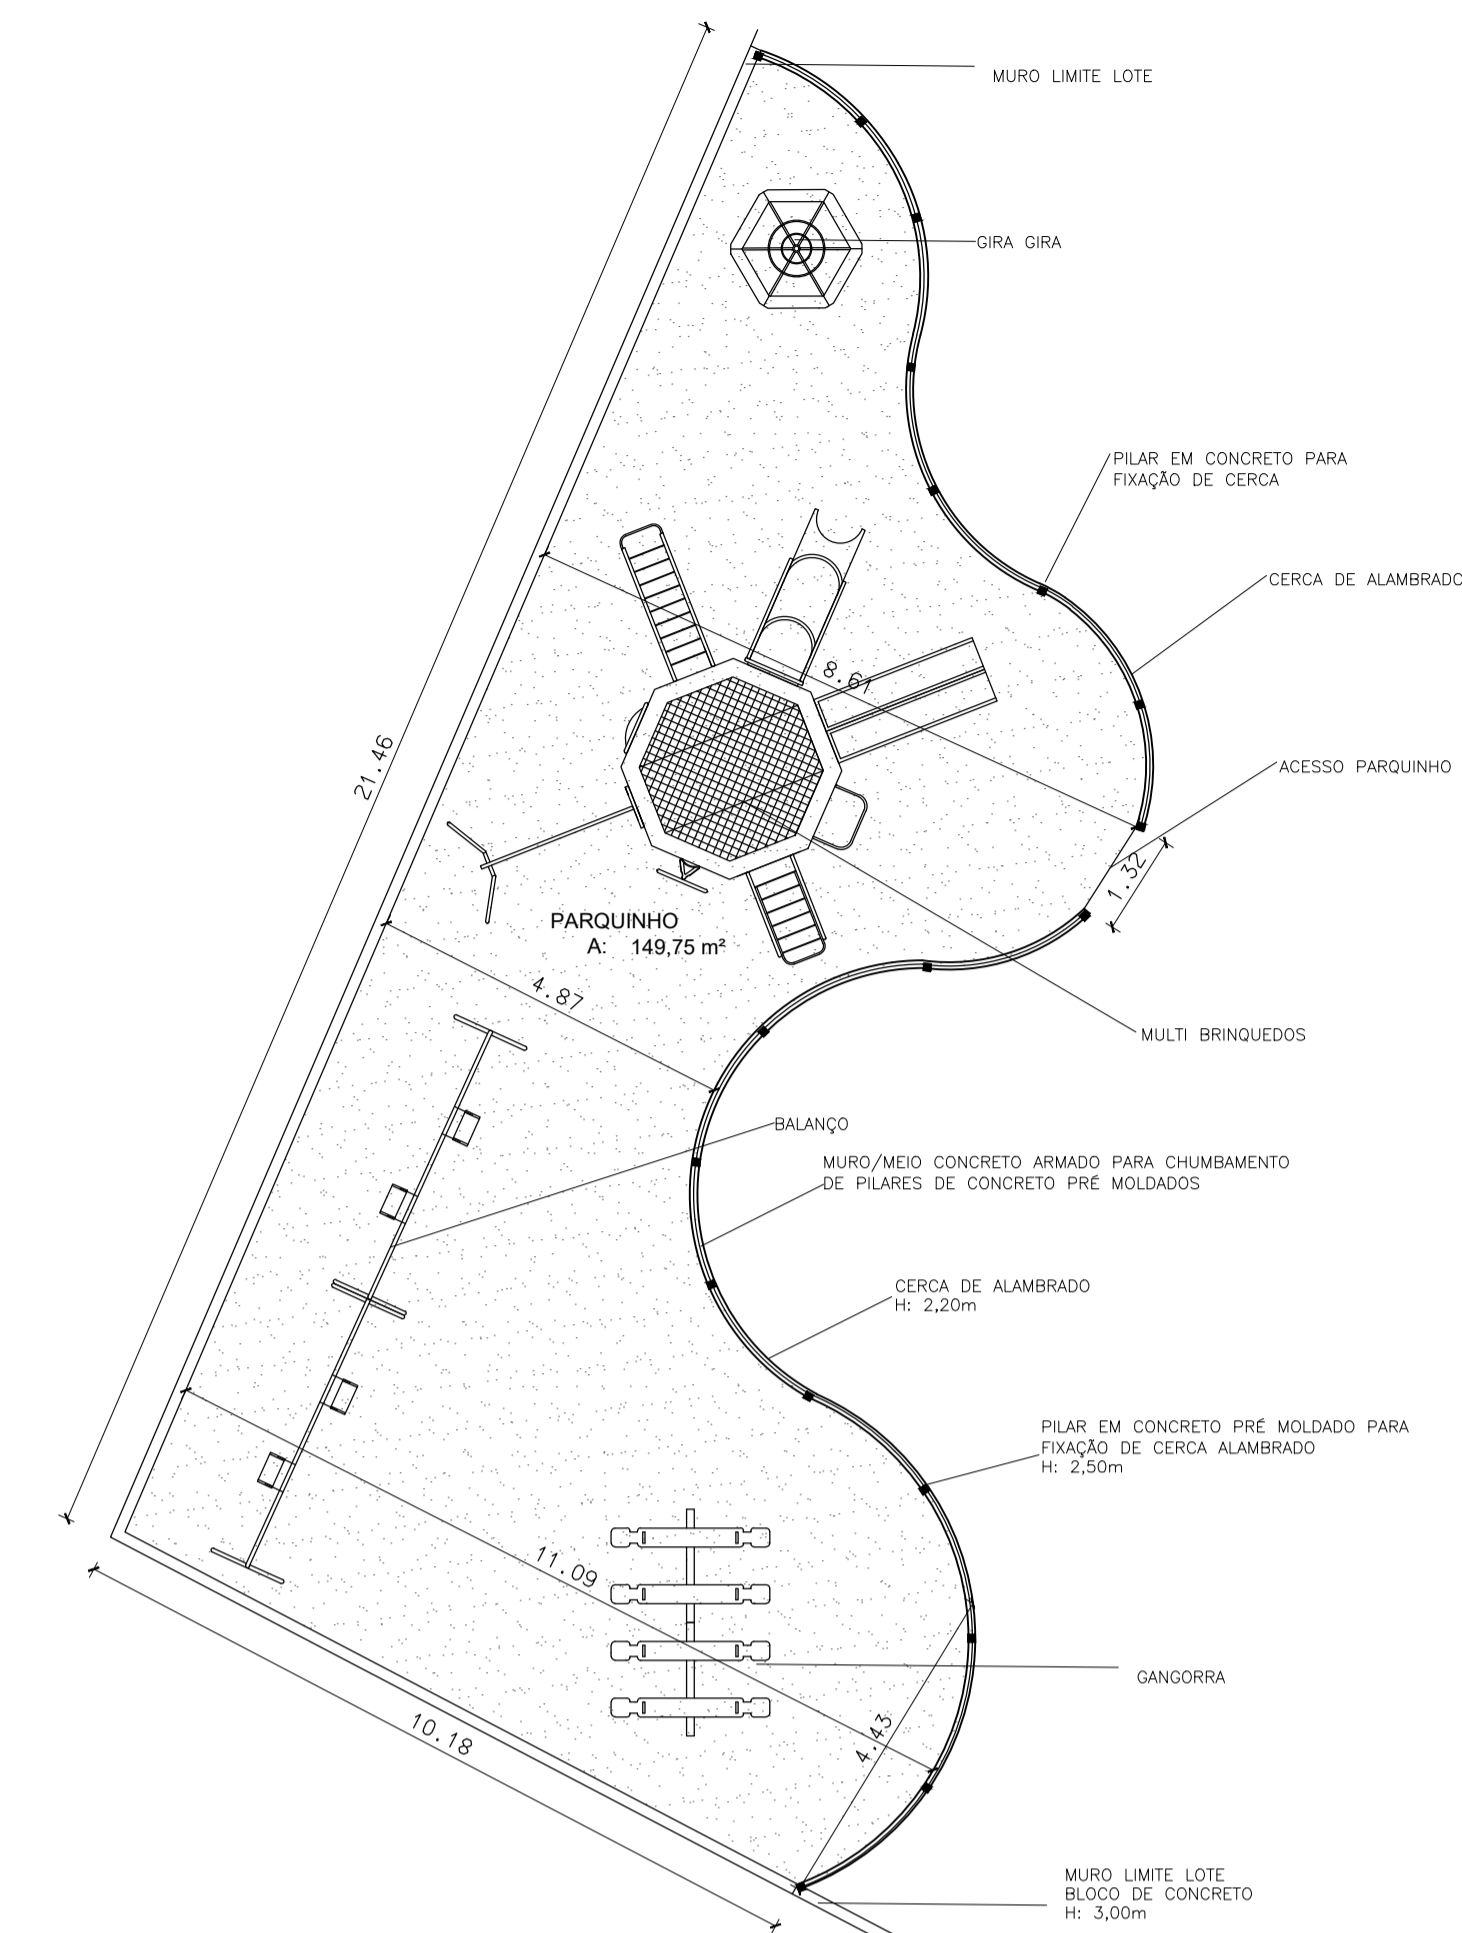 MURO LIMITE LOTE
GIRA GIRA
PILAR EM CONCRETO PARA
FIXAÇÃO DE CERCA
CERCA DE ALAMBRADO
8.61
21.46
ACESSO PARQUINHO
1.32
PARQUINHO
A: 149,75 m²
4.87
MULTI BRINQUEDOS
BALANÇO
MURO/MEIO CONCRETO ARMADO PARA CHUMBAMENTO
DE PILARES DE CONCRETO PRÉ MOLDADOS
CERCA DE ALAMBRADO
H: 2,20m
PILAR EM CONCRETO PRÉ MOLDADO PARA
FIXAÇÃO DE CERCA ALAMBRADO
H: 2,50m
11.09
GANGORRA
10.18
4.43
MURO LIMITE LOTE
BLOCO DE CONCRETO
H: 3,00m